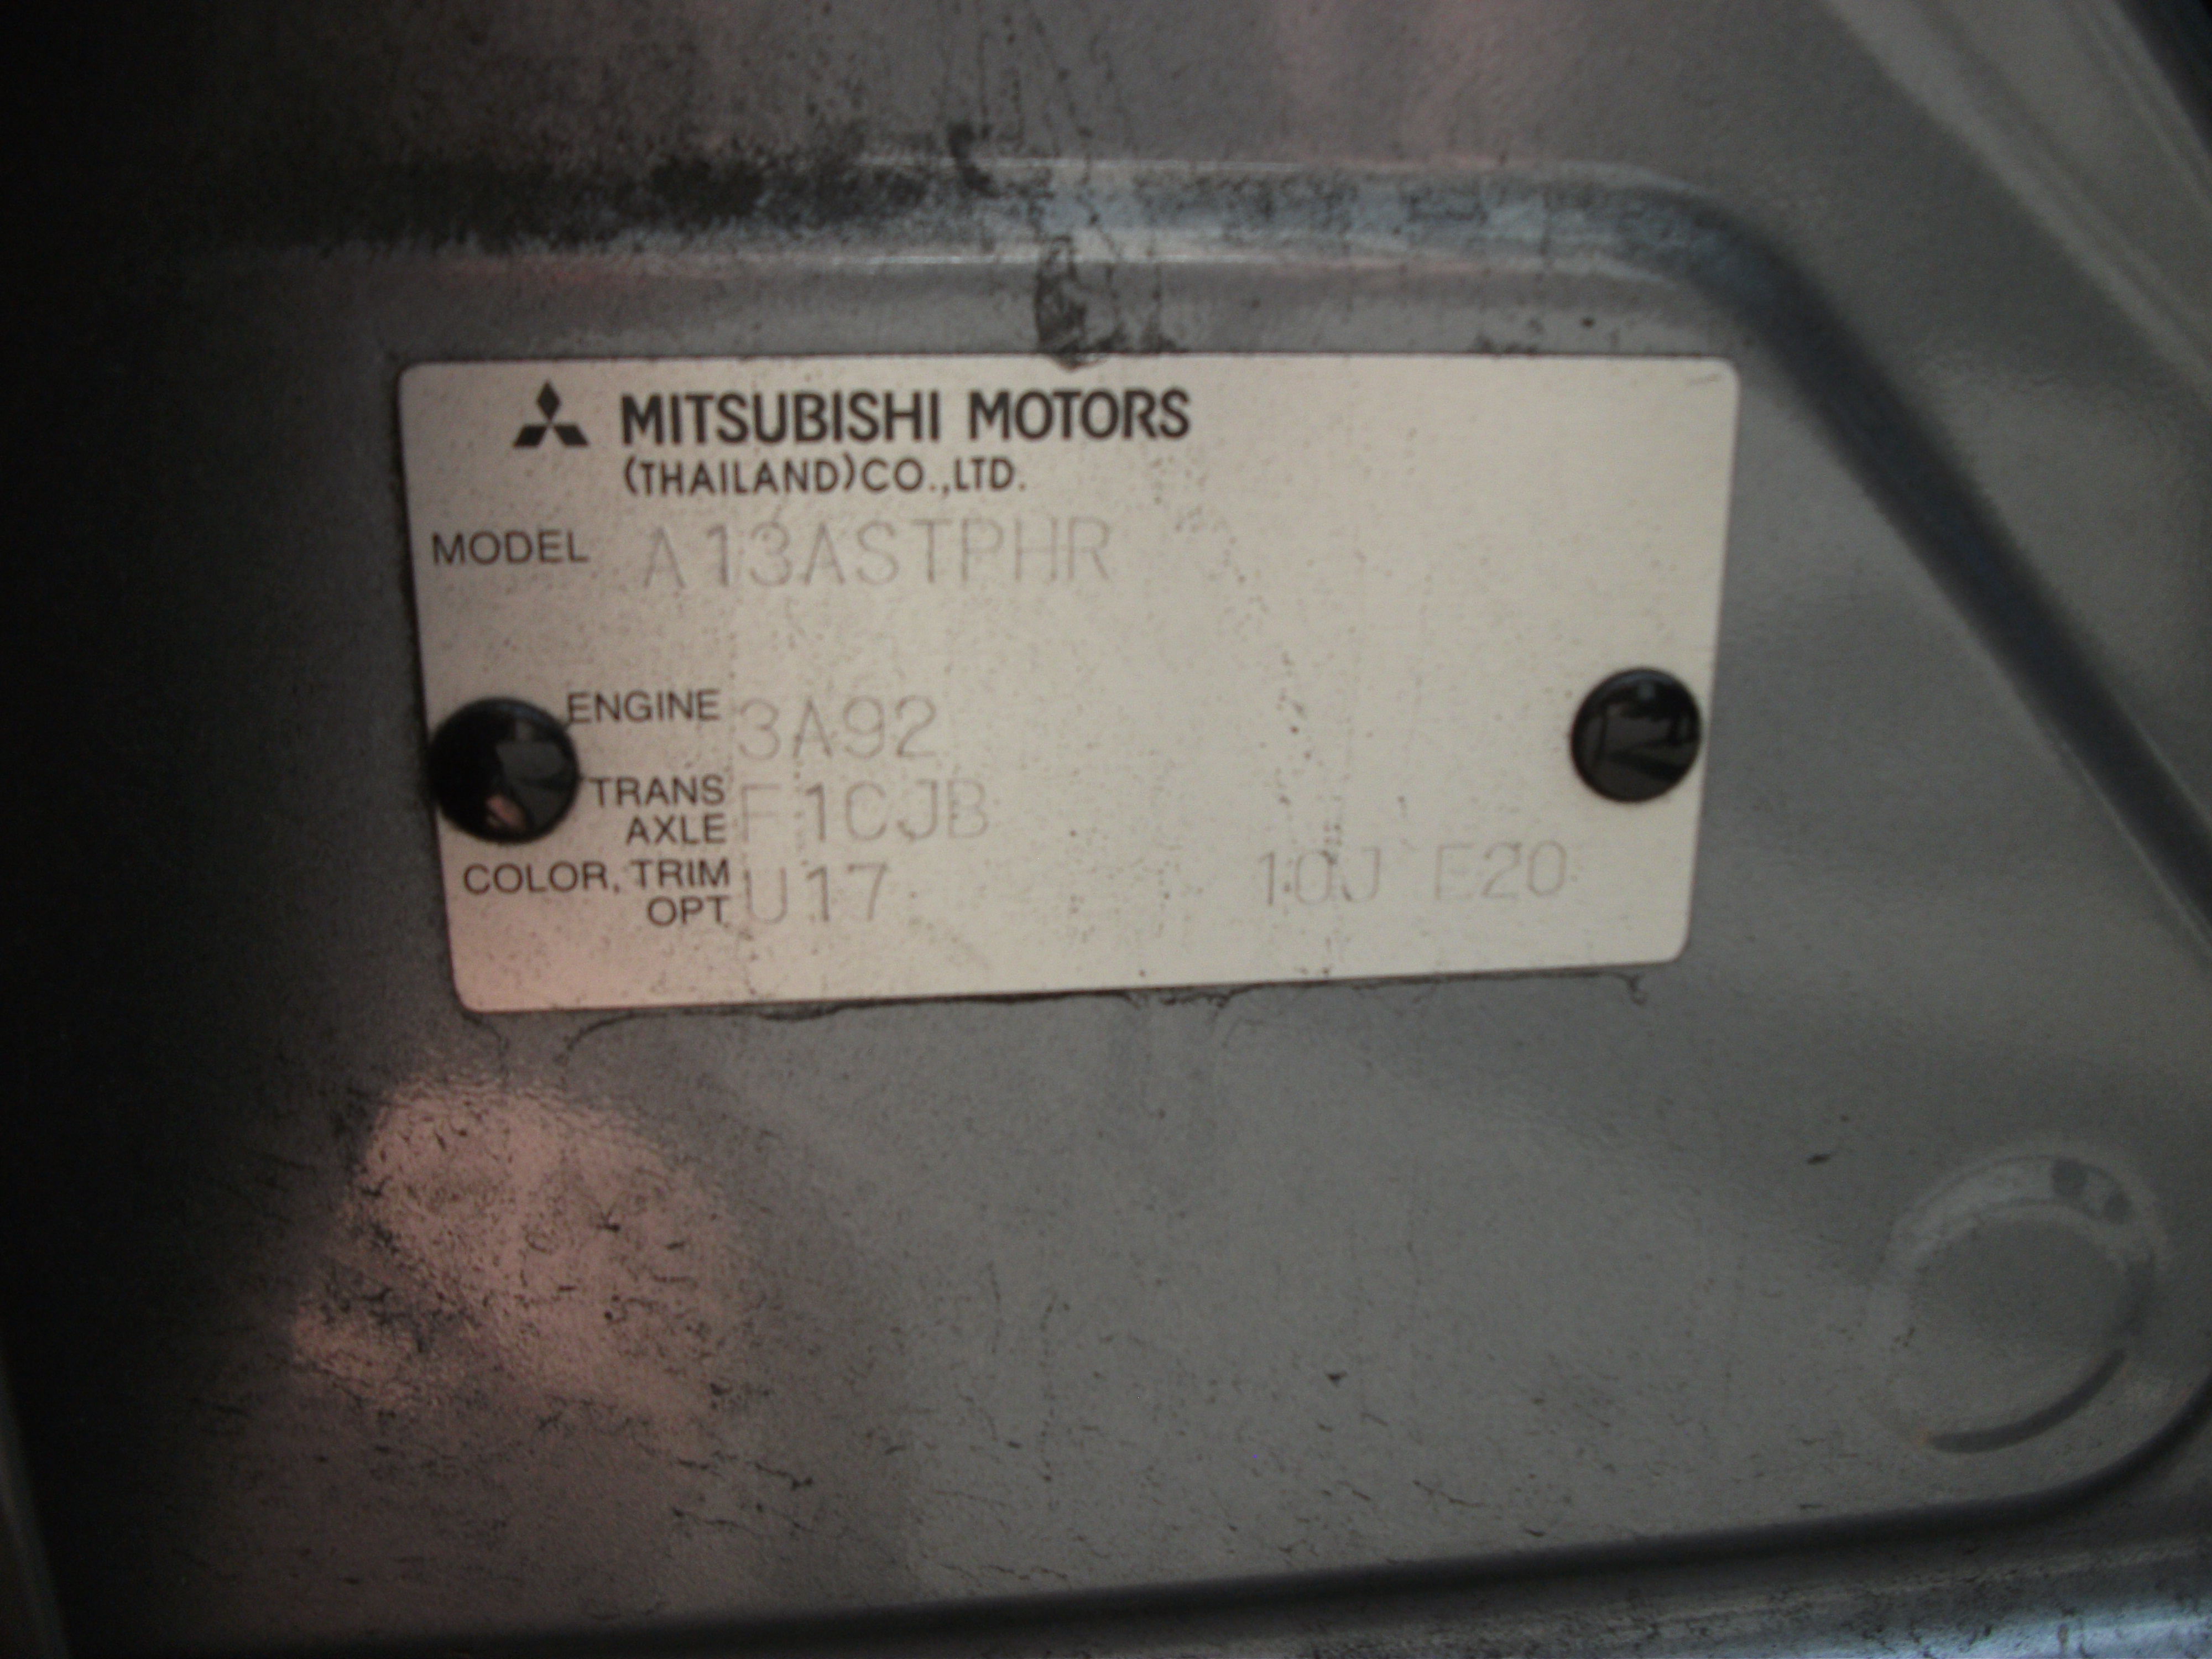 MITSUBISHI MOTORS
(THAILAND)CO.,LTD.
MODEL A13ASTPHR
ENGINE 3A92
TRANS AXLE F1CJB
COLOR, TRIM OPT U17 10J E20